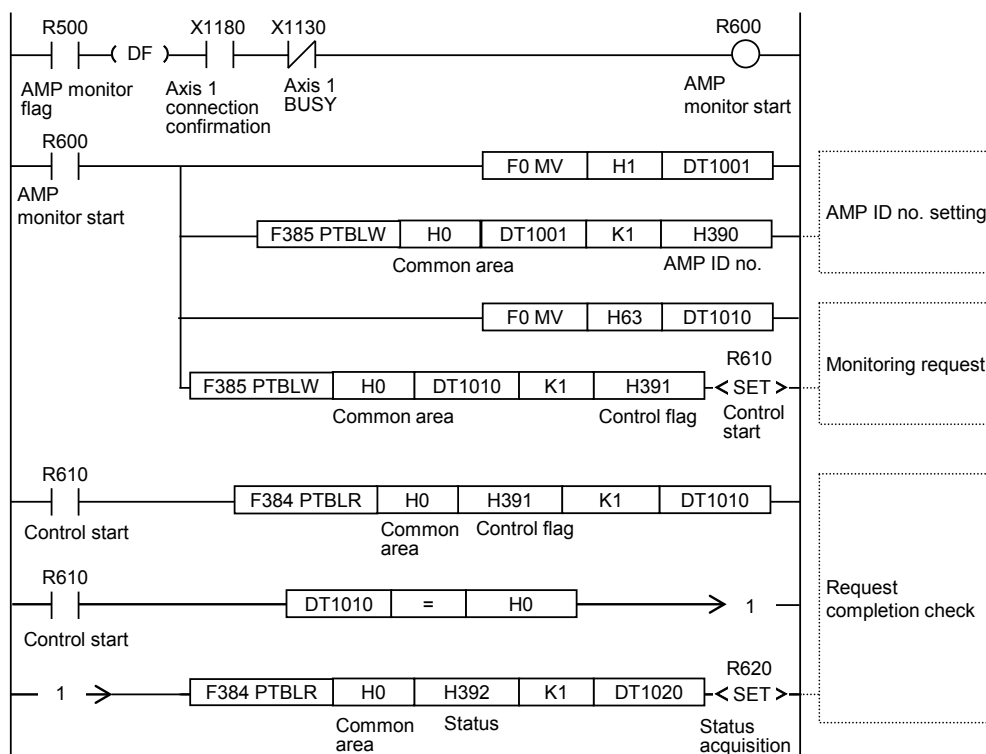 R500 X1180 X1130 R600
( DF )
AMP monitor flag
Axis 1 connection confirmation
Axis 1 BUSY
AMP monitor start
R600
AMP monitor start
F0 MV H1 DT1001
F385 PTBLW H0 DT1001 K1 H390
Common area AMP ID no.
AMP ID no. setting
F0 MV H63 DT1010
R610
F385 PTBLW H0 DT1010 K1 H391 < SET >
Common area Control flag Control start
Monitoring request
R610
F384 PTBLR H0 H391 K1 DT1010
Control start Common area Control flag
R610
DT1010 = H0 1
Control start
Request completion check
R620
1 F384 PTBLR H0 H392 K1 DT1020 < SET >
Common area Status Status acquisition